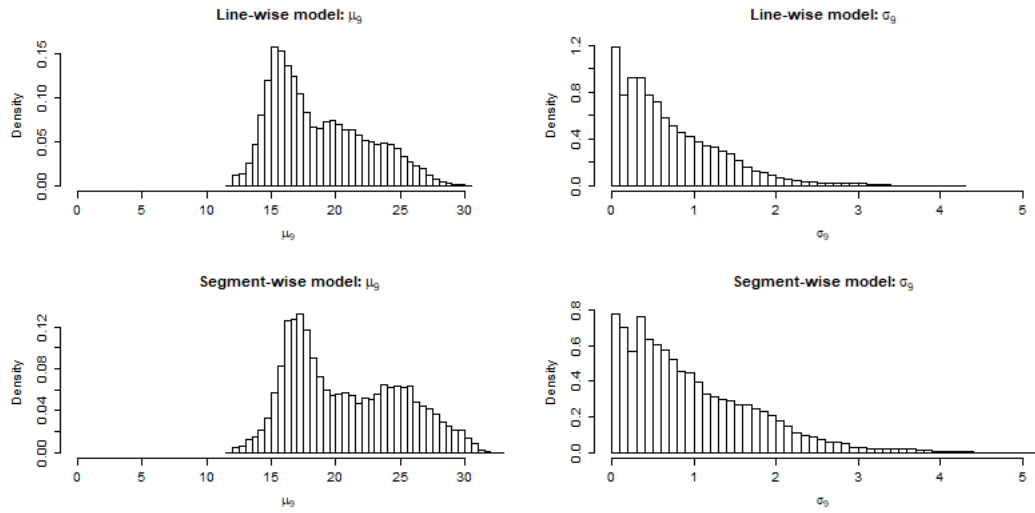 Line-wise model: μ₉
Density
0.00 0.05 0.10 0.15
0 5 10 15 20 25 30
μ₉
Line-wise model: σ₉
Density
0.0 0.4 0.8 1.2
0 1 2 3 4 5
σ₉
Segment-wise model: μ₉
Density
0.00 0.04 0.08 0.12
0 5 10 15 20 25 30
μ₉
Segment-wise model: σ₉
Density
0.0 0.2 0.4 0.6 0.8
0 1 2 3 4 5
σ₉